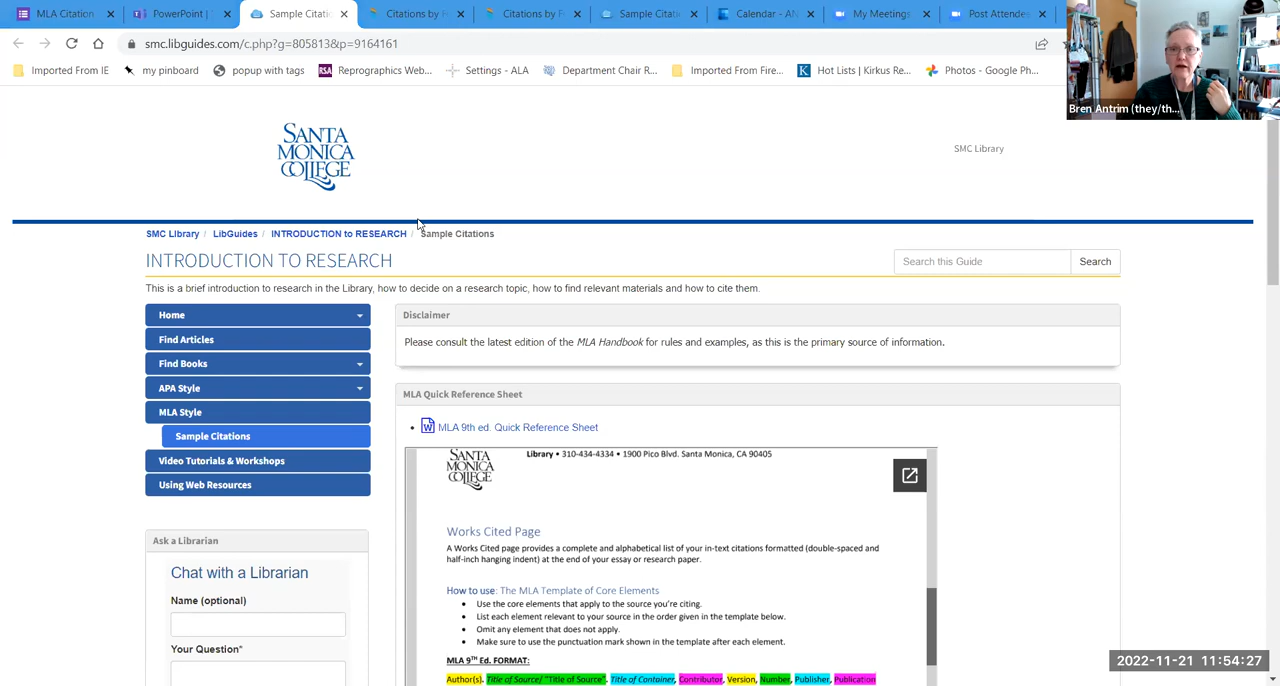 MLA Citation
PowerPoint |
Sample Citatio
Citations by
Citations by F
Sample Citati
Calendar - AN
My Meetings
Post Attendee
smc.libguides.com/c.php?g=805813&p=9164161
Imported From IE
my pinboard
popup with tags
Reprographics Web...
Settings - ALA
Department Chair R...
Imported From Fire...
Hot Lists | Kirkus Re...
Photos - Google Ph...
Bren Antrim (they/th...
SANTA
MONICA
COLLEGE
SMC Library
SMC Library / LibGuides / INTRODUCTION to RESEARCH / Sample Citations
INTRODUCTION TO RESEARCH
Search this Guide
Search
This is a brief introduction to research in the Library, how to decide on a research topic, how to find relevant materials and how to cite them.
Home
Find Articles
Find Books
APA Style
MLA Style
Sample Citations
Video Tutorials & Workshops
Using Web Resources
Ask a Librarian
Chat with a Librarian
Name (optional)
Your Question*
Disclaimer
Please consult the latest edition of the MLA Handbook for rules and examples, as this is the primary source of information.
MLA Quick Reference Sheet
• MLA 9th ed. Quick Reference Sheet
SANTA
MONICA
COLLEGE
Library • 310-434-4334 • 1900 Pico Blvd. Santa Monica, CA 90405
Works Cited Page
A Works Cited page provides a complete and alphabetical list of your in-text citations formatted (double-spaced and
half-inch hanging indent) at the end of your essay or research paper.
How to use: The MLA Template of Core Elements
• Use the core elements that apply to the source you're citing.
• List each element relevant to your source in the order given in the template below.
• Omit any element that does not apply.
• Make sure to use the punctuation mark shown in the template after each element.
MLA 9TH Ed. FORMAT:
Author(s). Title of Source/ "Title of Source". Title of Container, Contributor, Version, Number, Publisher, Publication
2022-11-21 11:54:27